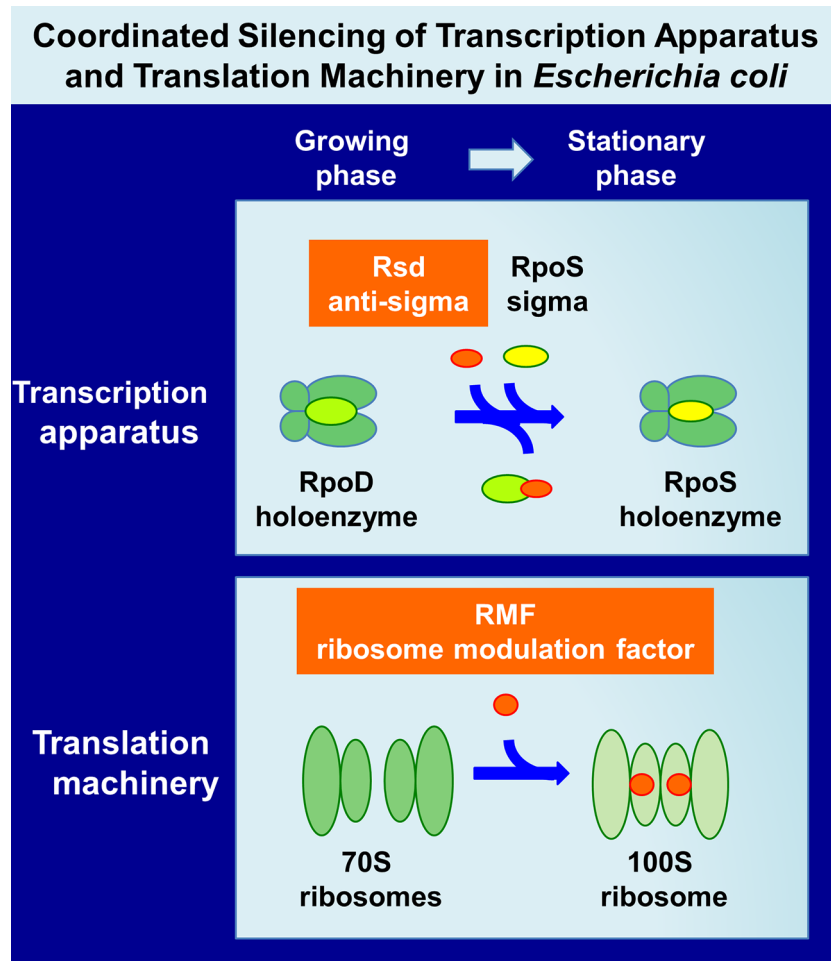 Coordinated Silencing of Transcription Apparatus
and Translation Machinery in Escherichia coli
Growing
phase
Stationary
phase
Transcription
apparatus
Rsd
anti-sigma
RpoS
sigma
RpoD
holoenzyme
RpoS
holoenzyme
Translation
machinery
RMF
ribosome modulation factor
70S
ribosomes
100S
ribosome